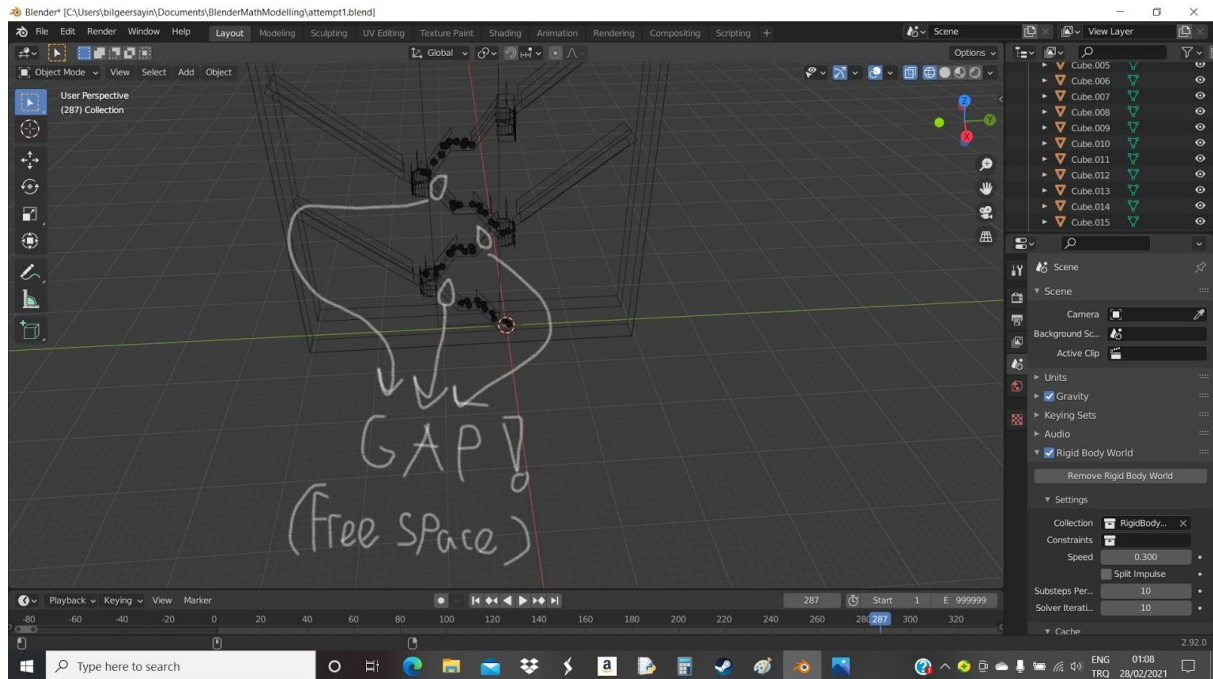 Blender* [C:\Users\bilgeersayin\Documents\BlenderMathModelling\attempt1.blend]
File Edit Render Window Help Layout Modeling Sculpting UV Editing Texture Paint Shading Animation Rendering Compositing Scripting + Scene View Layer
Global Options
Object Mode View Select Add Object
User Perspective
(287) Collection
Z
Y
X
Cube.005
Cube.006
Cube.007
Cube.008
Cube.009
Cube.010
Cube.011
Cube.012
Cube.013
Cube.014
Cube.015
Scene
Scene
Camera
Background Sc...
Active Clip
Units
Gravity
Keying Sets
Audio
Rigid Body World
Remove Rigid Body World
Settings
Collection RigidBody...
Constraints
Speed 0.300
Split Impulse
Substeps Per... 10
Solver Iterati... 10
Cache
GAP!
(Free space)
Playback Keying View Marker 287 Start 1 E 999999
-80 -60 -40 -20 0 20 40 60 80 100 120 140 160 180 200 220 240 260 280 287 300 320
2.92.0
Type here to search a ENG 01:08
TRQ 28/02/2021